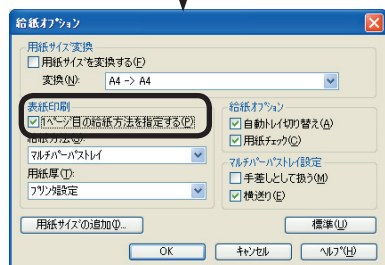 給紙ｵﾌﾟｼｮﾝ
用紙ｻｲｽﾞ変換
用紙ｻｲｽﾞを変換する(F)
変換(N):
A4 -> A4
表紙印刷
1ﾍﾟｰｼﾞ目の給紙方法を指定する(P)
給紙方法(O):
ﾏﾙﾁﾊﾟｰﾊﾟｽﾄﾚｲ
用紙厚(T):
ﾌﾟﾘﾝﾀ設定
給紙ｵﾌﾟｼｮﾝ
自動ﾄﾚｲ切り替え(A)
用紙ﾁｪｯｸ(O)
ﾏﾙﾁﾊﾟｰﾊﾟｽﾄﾚｲ設定
手差しとして扱う(M)
横送り(E)
用紙ｻｲｽﾞの追加(I)...
標準(U)
OK
ｷｬﾝｾﾙ
ﾍﾙﾌﾟ(H)